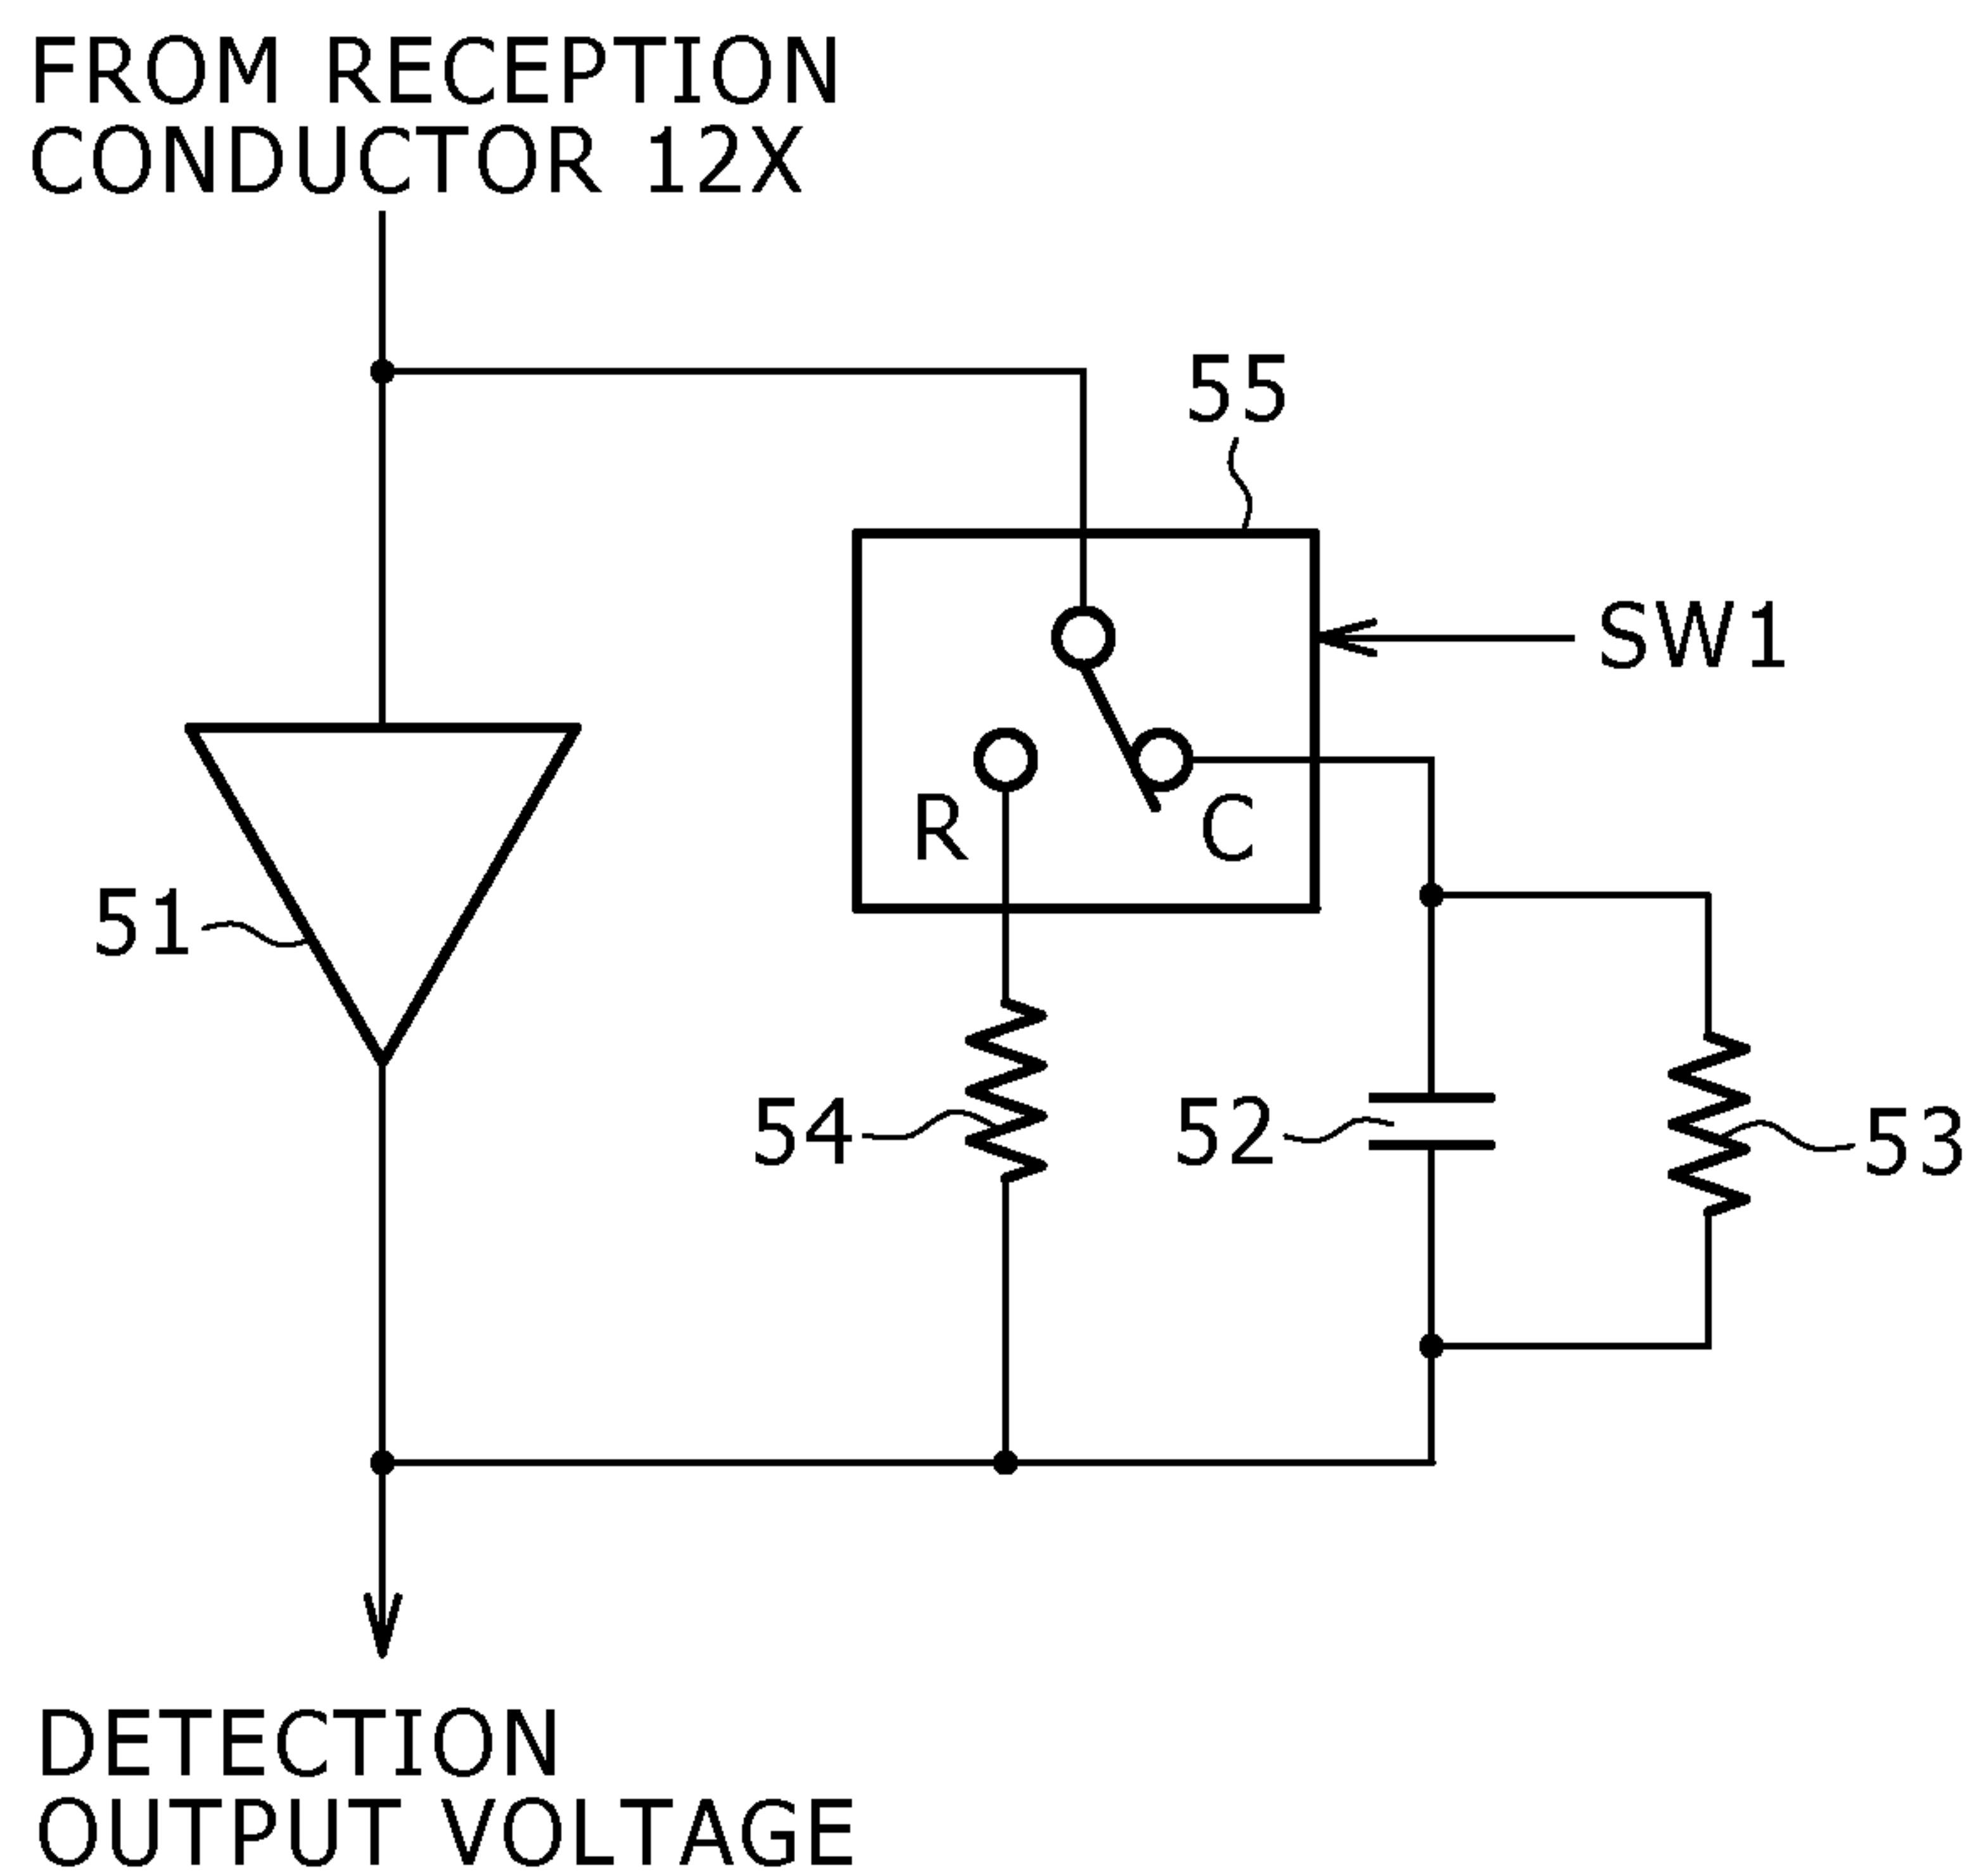 FROM RECEPTION
CONDUCTOR 12X
55
SW1
R
C
51
54
52
53
DETECTION
OUTPUT VOLTAGE